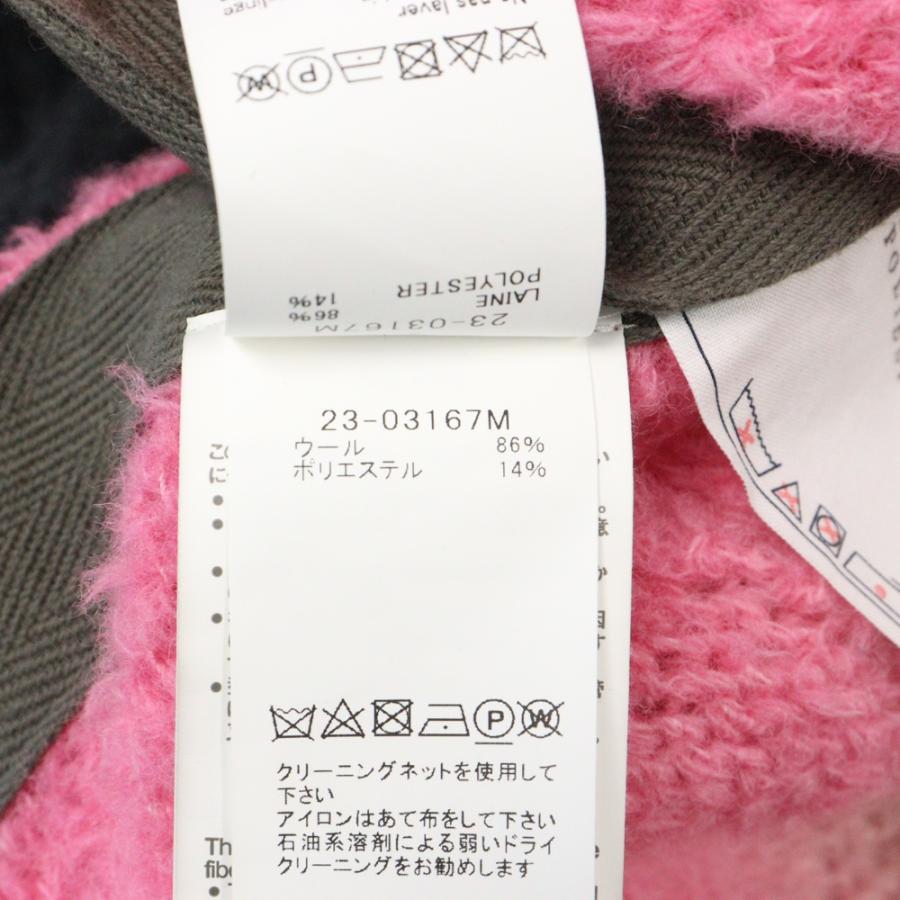 No pas laver
LAINE 86%
POLYESTER 14%
23-03167M
23-03167M
ウール 86%
ポリエステル 14%
P W
クリーニングネットを使用して
下さい
アイロンはあて布をして下さい
石油系溶剤による弱いドライ
クリーニングをお勧めします